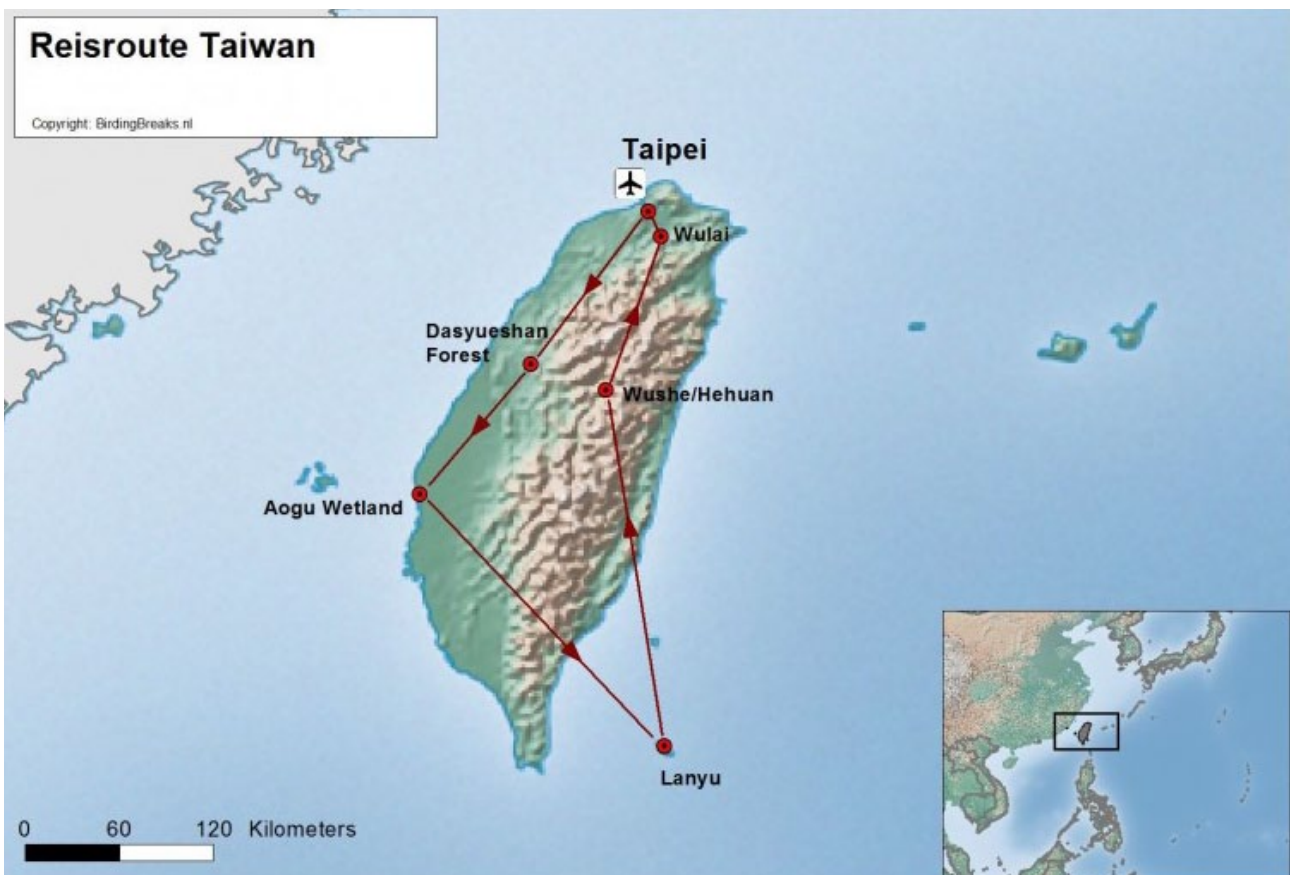 Reisroute Taiwan
Copyright: BirdingBreaks.nl
Taipei
Wulai
Dasyueshan
Forest
Wushe/Hehuan
Aogu Wetland
Lanyu
0 60 120 Kilometers